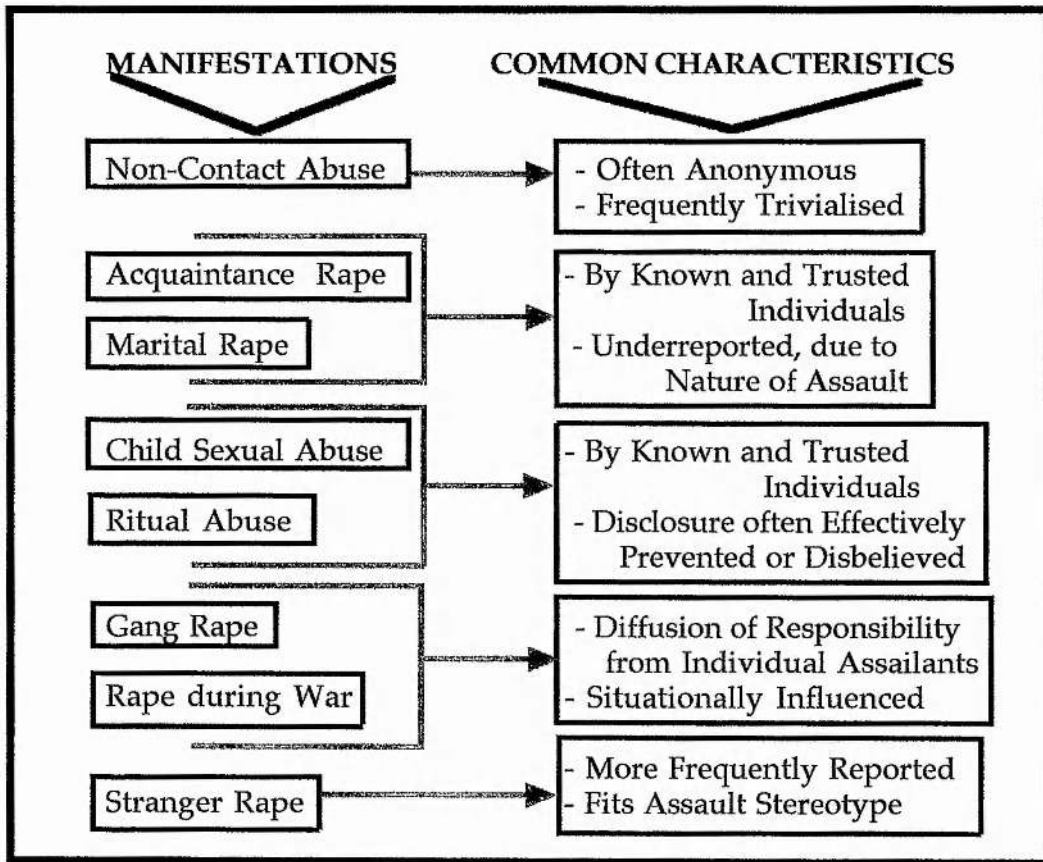 MANIFESTATIONS
COMMON CHARACTERISTICS
Non-Contact Abuse
- Often Anonymous
- Frequently Trivialised
Acquaintance Rape
Marital Rape
- By Known and Trusted
Individuals
- Underreported, due to
Nature of Assault
Child Sexual Abuse
Ritual Abuse
- By Known and Trusted
Individuals
- Disclosure often Effectively
Prevented or Disbelieved
Gang Rape
Rape during War
- Diffusion of Responsibility
from Individual Assailants
- Situationally Influenced
Stranger Rape
- More Frequently Reported
- Fits Assault Stereotype